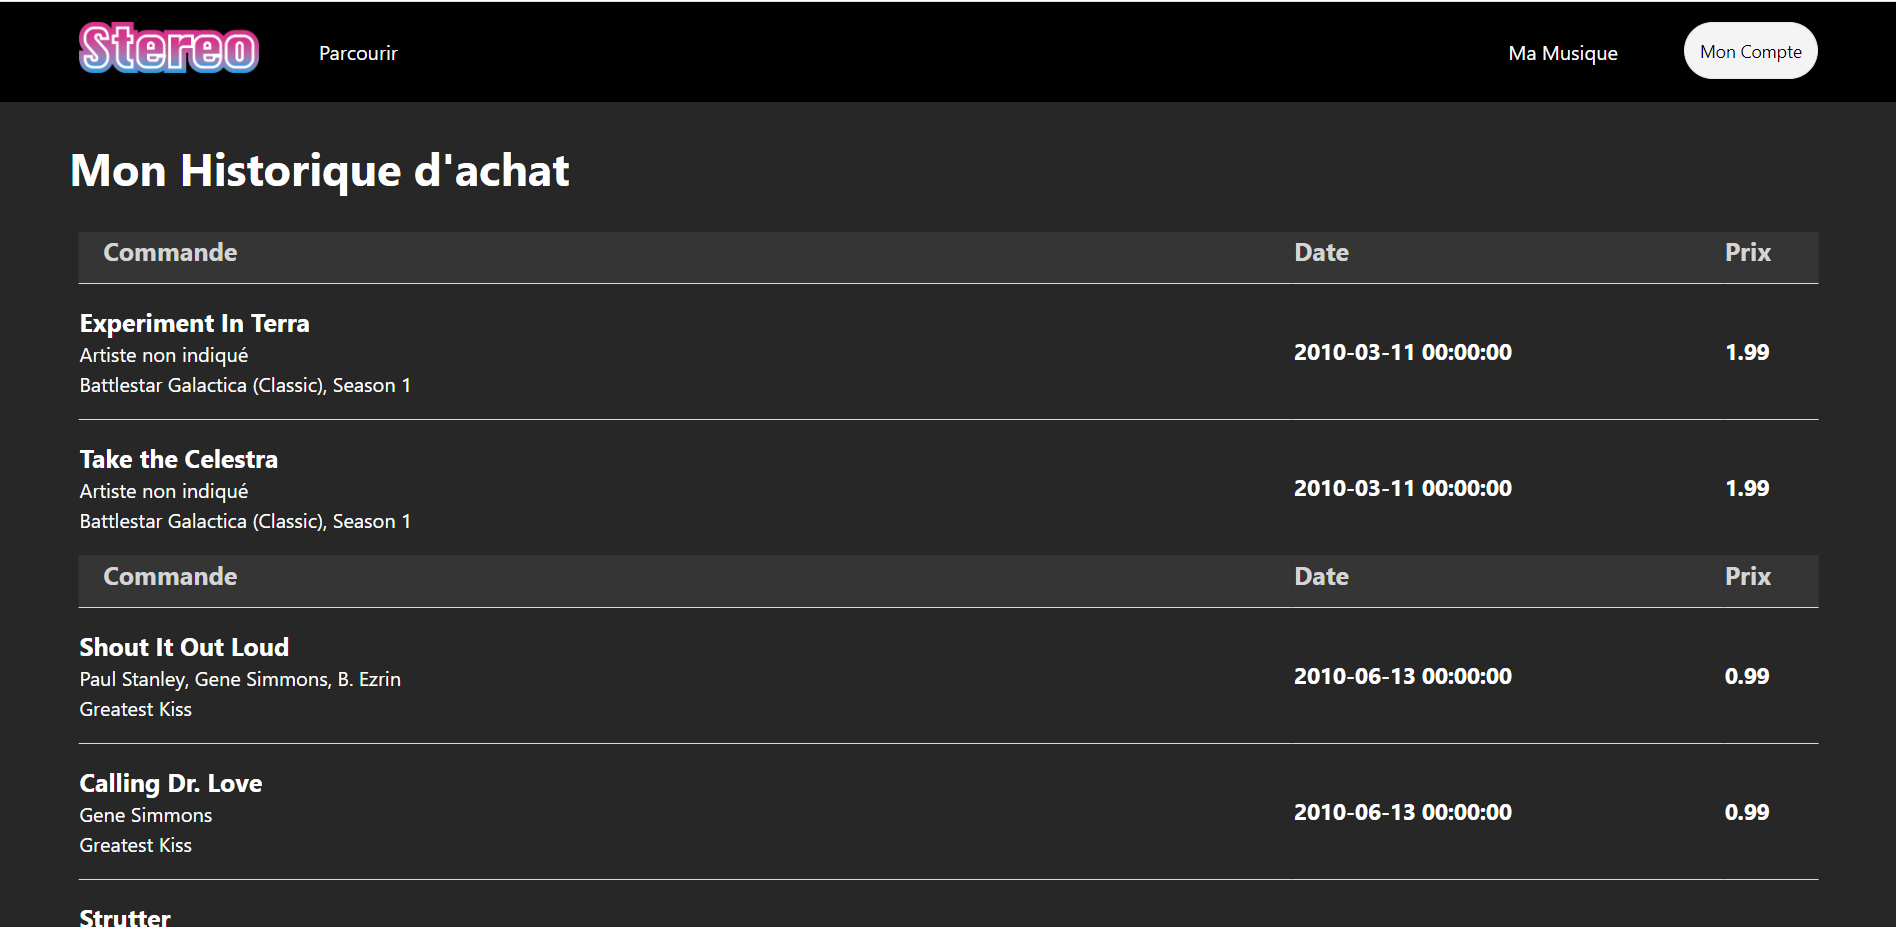 Stereo
Parcourir
Ma Musique
Mon Compte
Mon Historique d'achat
Commande Date Prix
Experiment In Terra
Artiste non indiqué
Battlestar Galactica (Classic), Season 1
2010-03-11 00:00:00
1.99
Take the Celestra
Artiste non indiqué
Battlestar Galactica (Classic), Season 1
2010-03-11 00:00:00
1.99
Commande Date Prix
Shout It Out Loud
Paul Stanley, Gene Simmons, B. Ezrin
Greatest Kiss
2010-06-13 00:00:00
0.99
Calling Dr. Love
Gene Simmons
Greatest Kiss
2010-06-13 00:00:00
0.99
Strutter